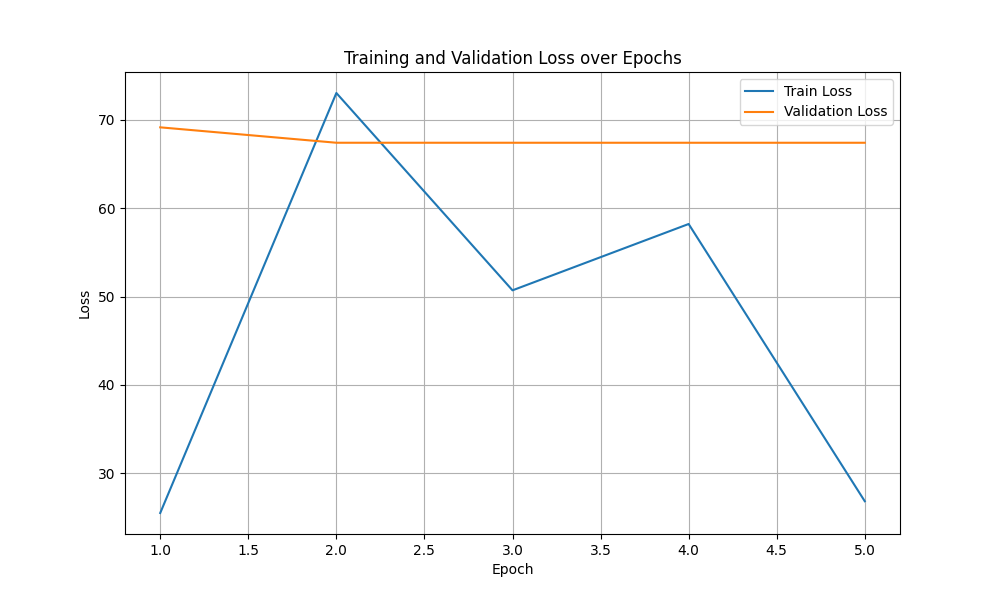 Training and Validation Loss over Epochs
Train Loss
Validation Loss
Loss
70
60
50
40
30
1.0 1.5 2.0 2.5 3.0 3.5 4.0 4.5 5.0
Epoch